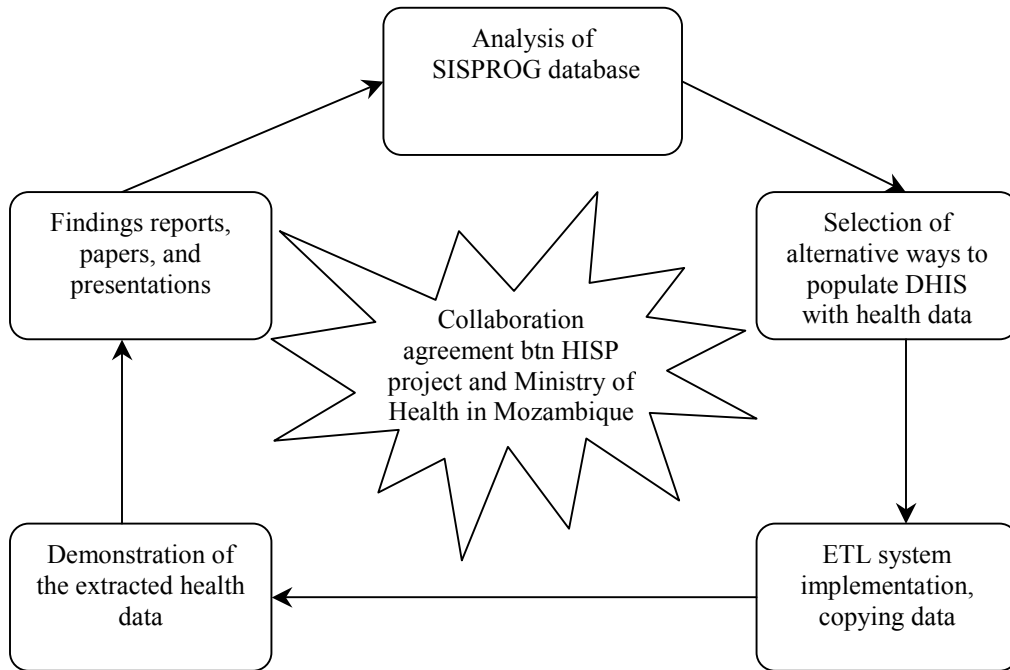 Analysis of
SISPROG database
Findings reports,
papers, and
presentations
Selection of
alternative ways to
populate DHIS
with health data
Collaboration
agreement btn HISP
project and Ministry of
Health in Mozambique
Demonstration of
the extracted health
data
ETL system
implementation,
copying data